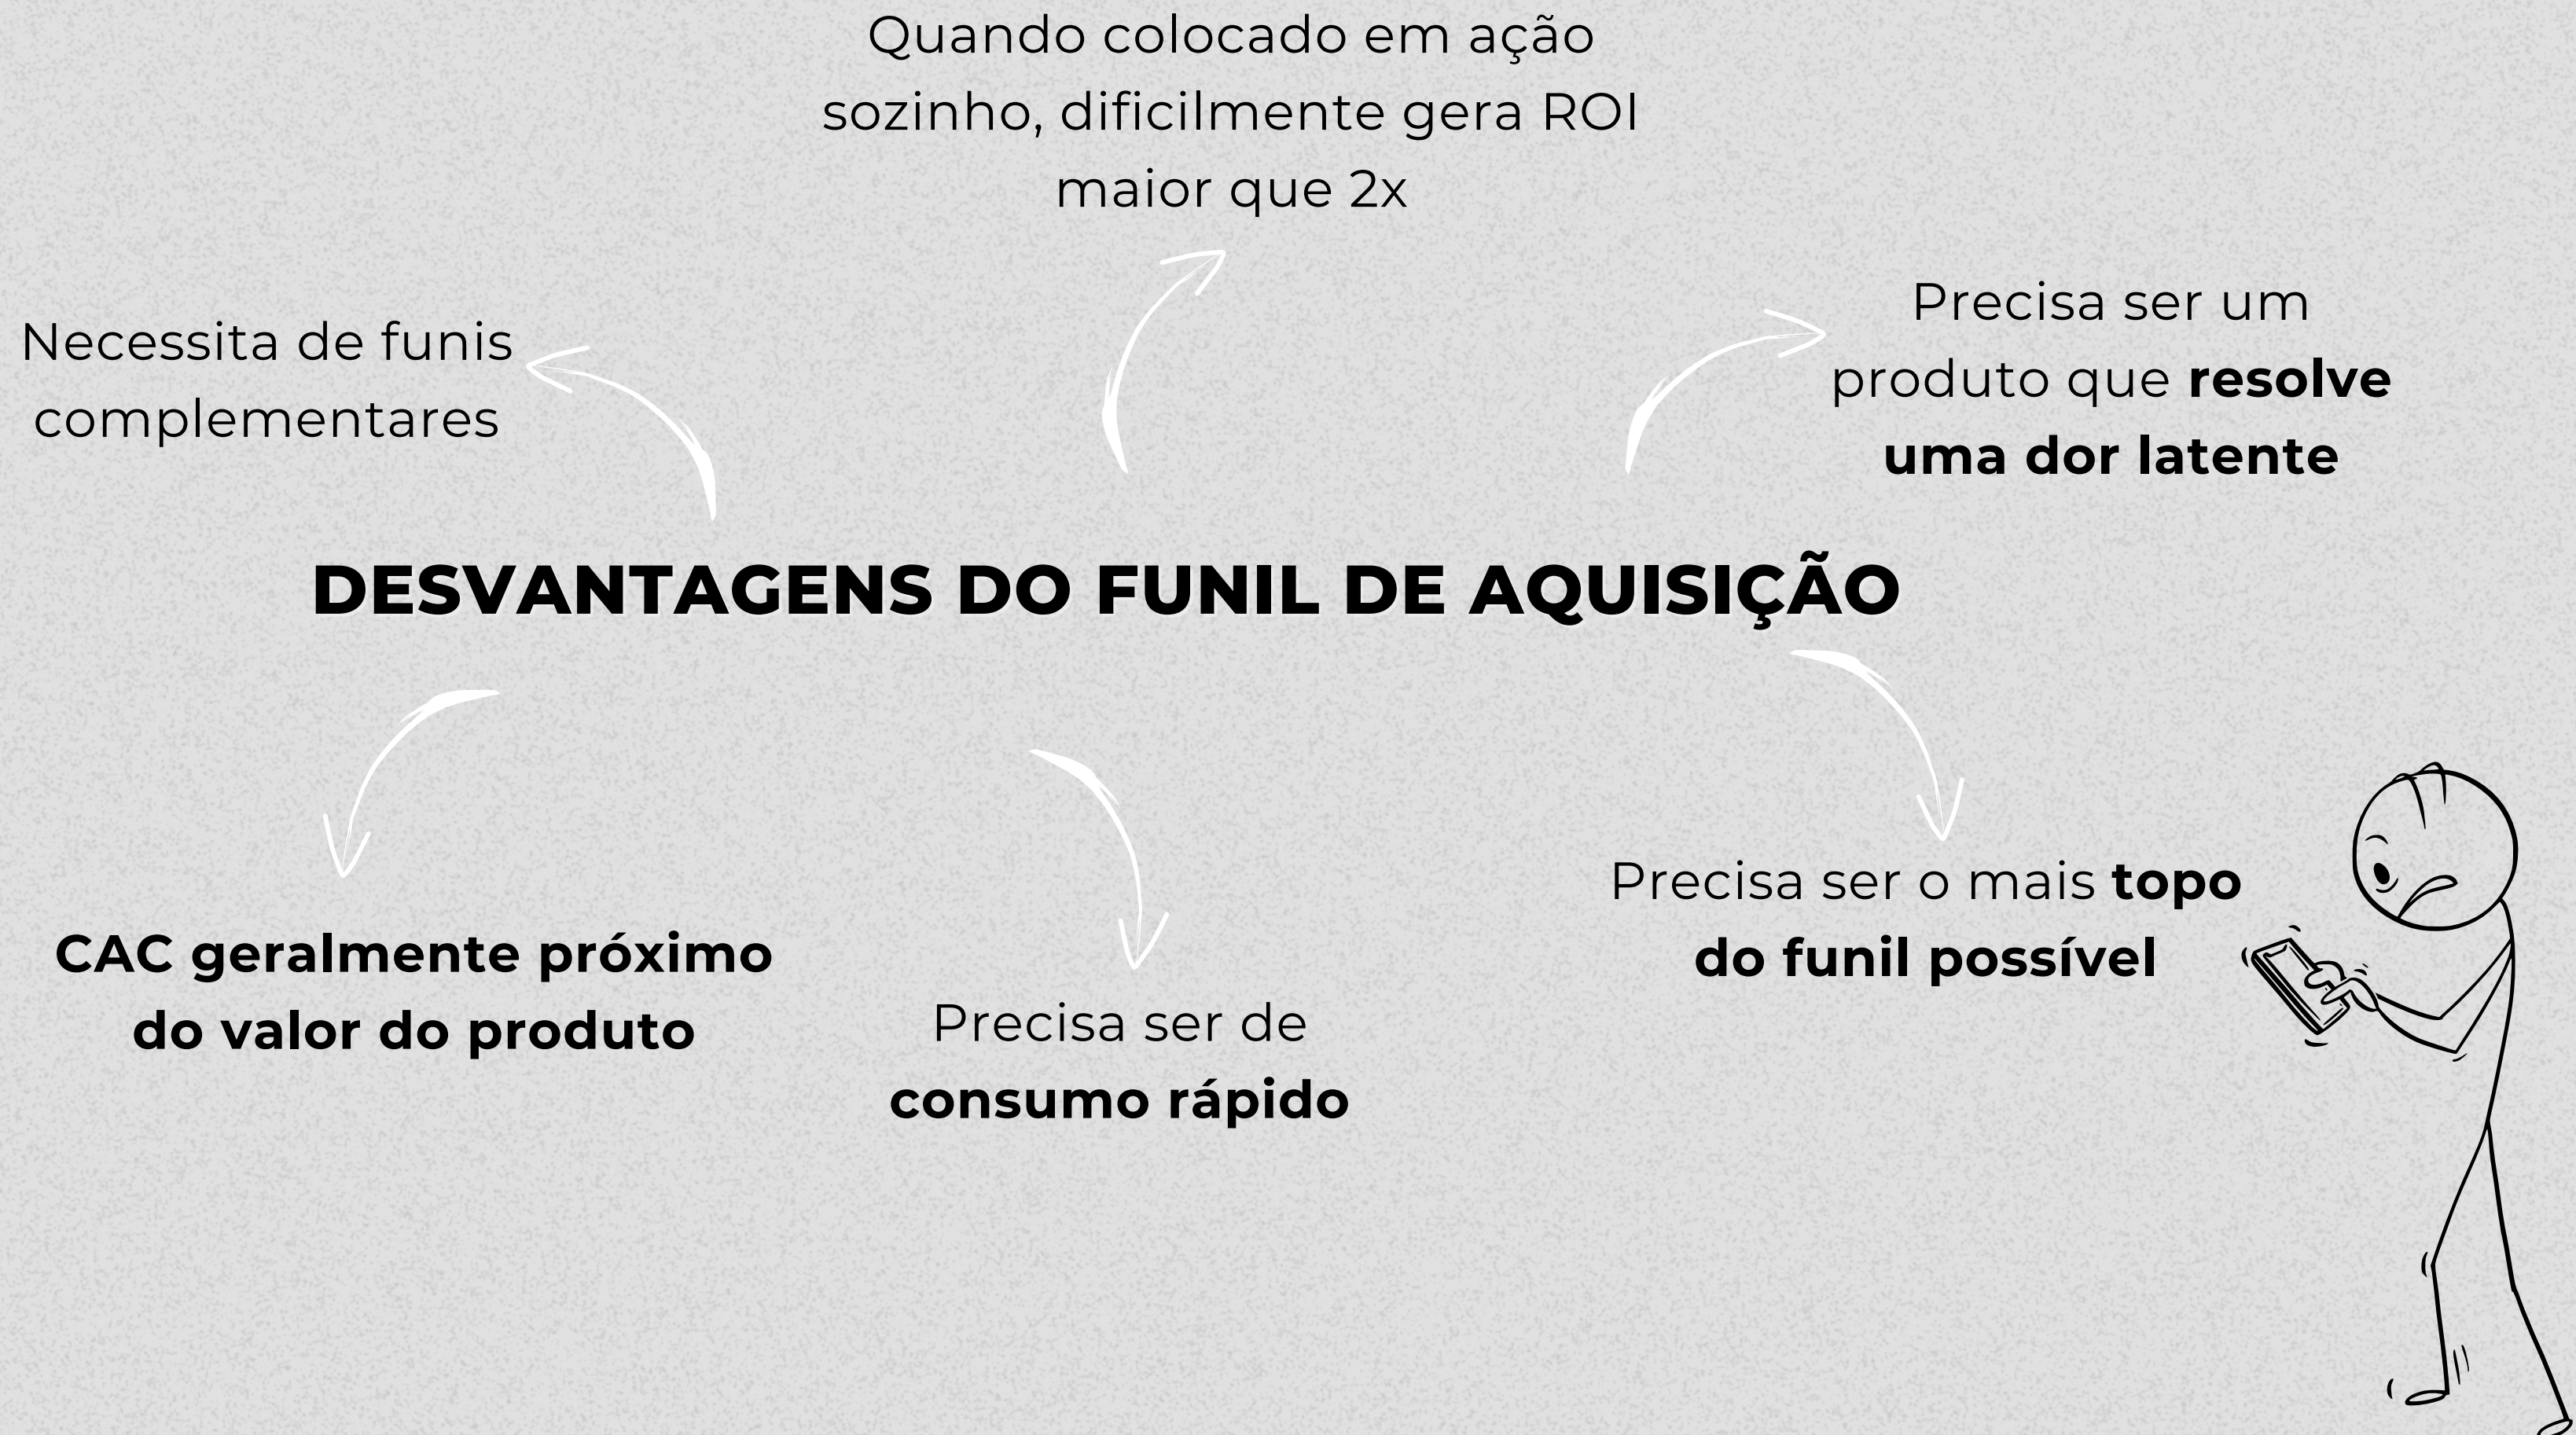 Quando colocado em ação
sozinho, dificilmente gera ROI
maior que 2x
Necessita de funis
complementares
Precisa ser um
produto que resolve
uma dor latente
DESVANTAGENS DO FUNIL DE AQUISIÇÃO
CAC geralmente próximo
do valor do produto
Precisa ser de
consumo rápido
Precisa ser o mais topo
do funil possível